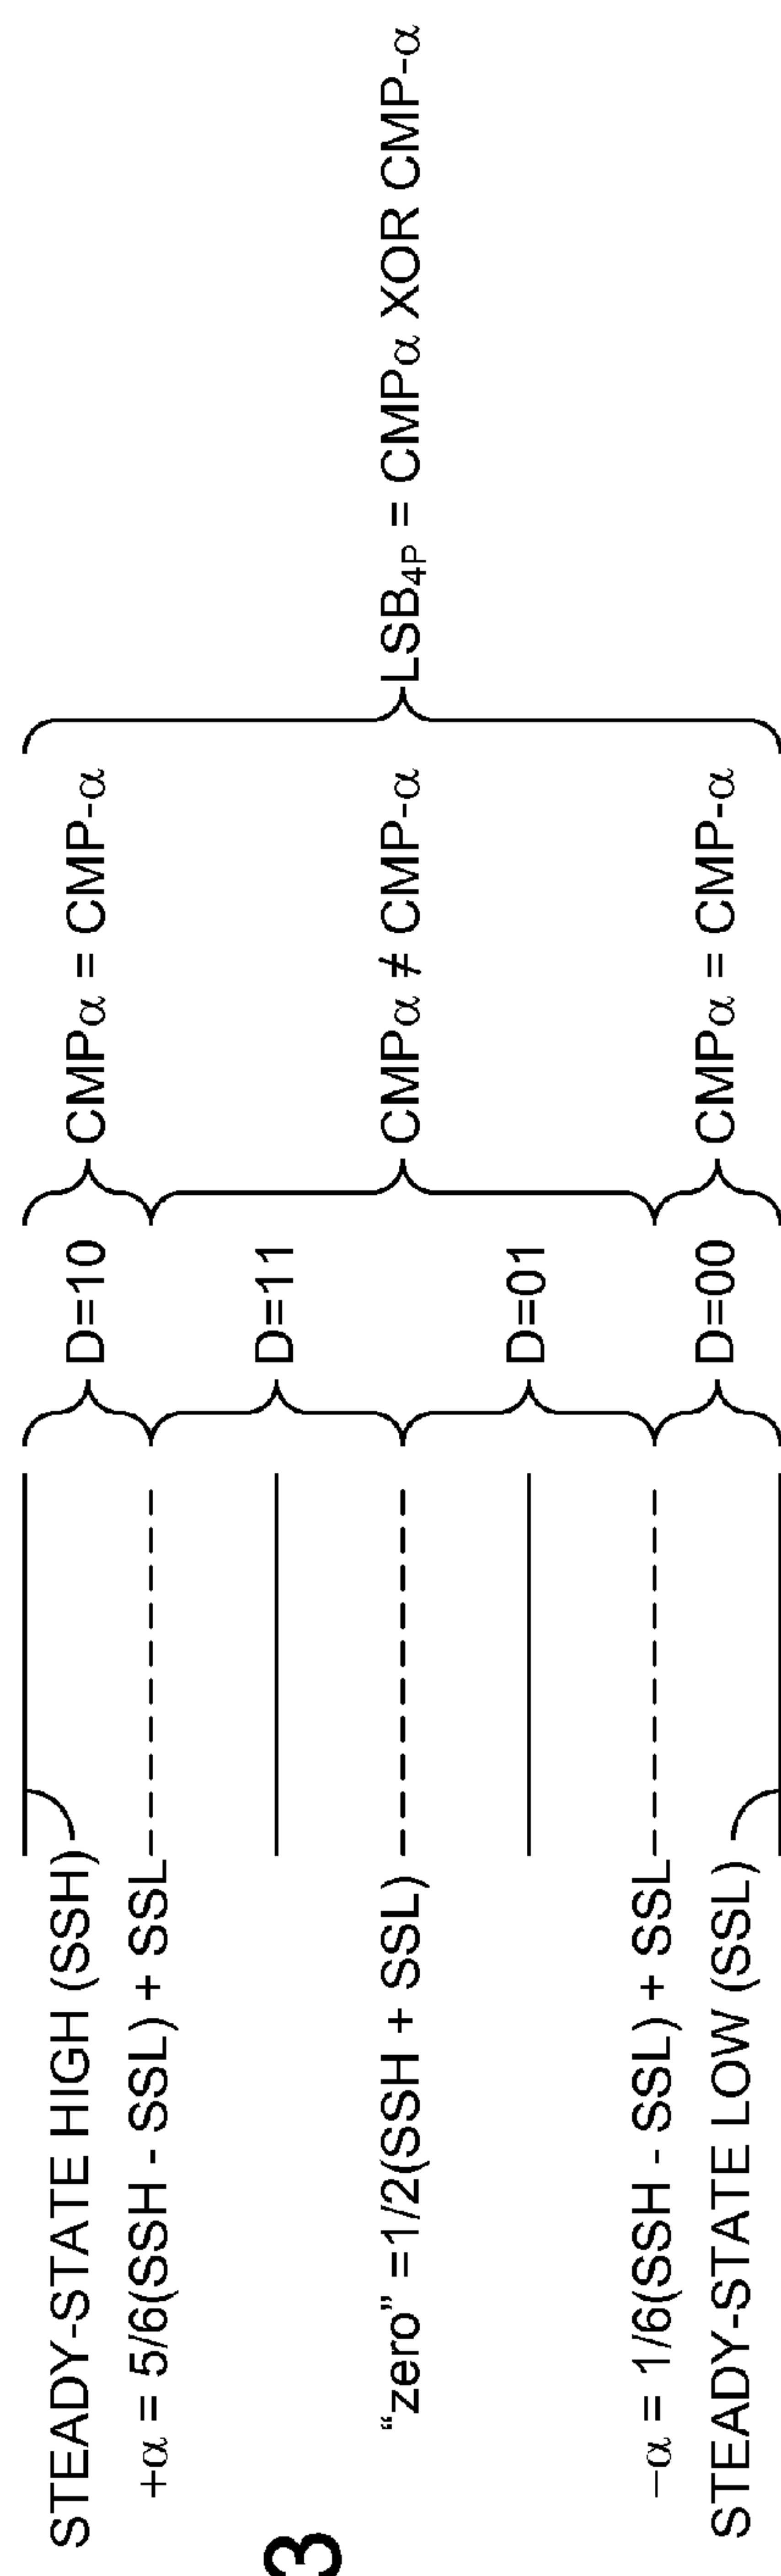 STEADY-STATE HIGH (SSH)
+α = 5/6(SSH - SSL) + SSL
“zero” =1/2(SSH + SSL)
−α = 1/6(SSH - SSL) + SSL
STEADY-STATE LOW (SSL)
D=10
D=11
D=01
D=00
CMPα = CMP-α
CMPα ≠ CMP-α
CMPα = CMP-α
LSB4P = CMPα XOR CMP-α
3